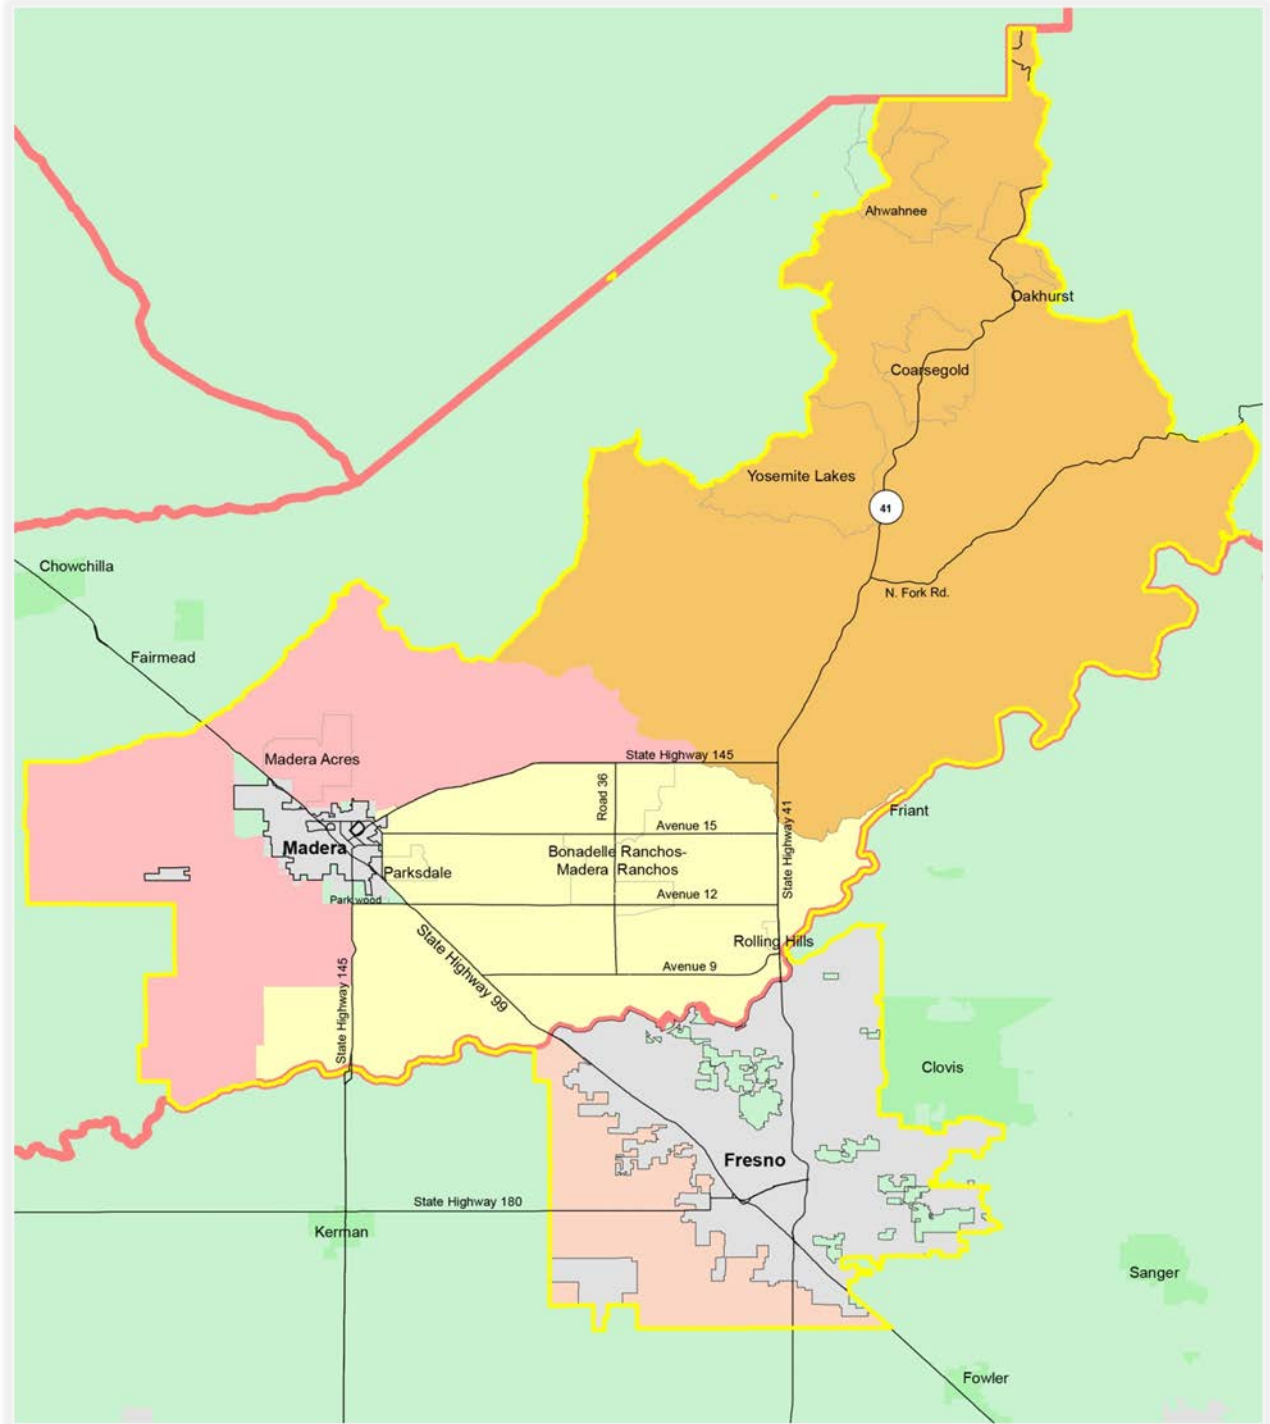 Ahwahnee
Oakhurst
Coarsegold
Yosemite Lakes
41
Chowchilla
N. Fork Rd.
Fairmead
Madera Acres
State Highway 145
Road 36
State Highway 41
Friant
Avenue 15
Madera
Bonadelle Ranchos-
Madera Ranchos
Parksdale
Avenue 12
Parkwood
State Highway 99
Rolling Hills
Avenue 9
State Highway 145
Clovis
Fresno
State Highway 180
Kerman
Sanger
Fowler